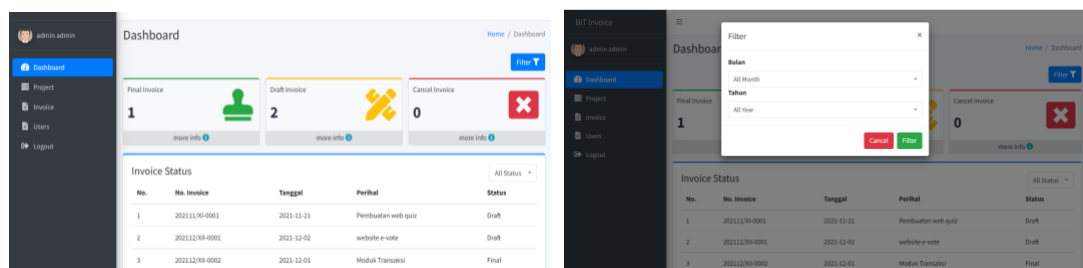 admin admin
Dashboard
Project
Invoice
Users
Logout
Dashboard
Home / Dashboard
Filter
Final Invoice
1
more info
Draft Invoice
2
more info
Cancel Invoice
0
more info
Invoice Status
All Status
No. No. Invoice Tanggal Perihal Status
1 202111/XI-0001 2021-11-21 Pembuatan web quiz Draft
2 202112/XII-0001 2021-12-02 website e-vote Draft
3 202112/XII-0002 2021-12-01 Moduk Transaksi Final
BIT Invoice
admin admin
Dashboard
Project
Invoice
Users
Logout
Dashboar
Home / Dashboard
Filter
Filter
×
Bulan
All Month
Tahun
All Year
Cancel Filter
Final Invoice
1
Cancel Invoice
0
more info
Invoice Status
All Status
No. No. Invoice Tanggal Perihal Status
1 202111/XI-0001 2021-11-21 Pembuatan web quiz Draft
2 202112/XII-0001 2021-12-02 website e-vote Draft
3 202112/XII-0002 2021-12-01 Moduk Transaksi Final